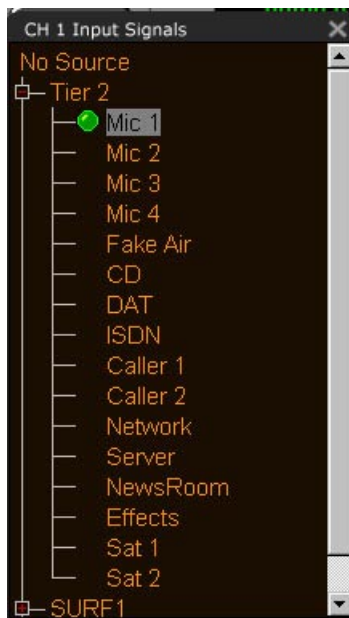 CH 1 Input Signals
No Source
Tier 2
Mic 1
Mic 2
Mic 3
Mic 4
Fake Air
CD
DAT
ISDN
Caller 1
Caller 2
Network
Server
NewsRoom
Effects
Sat 1
Sat 2
SURF1